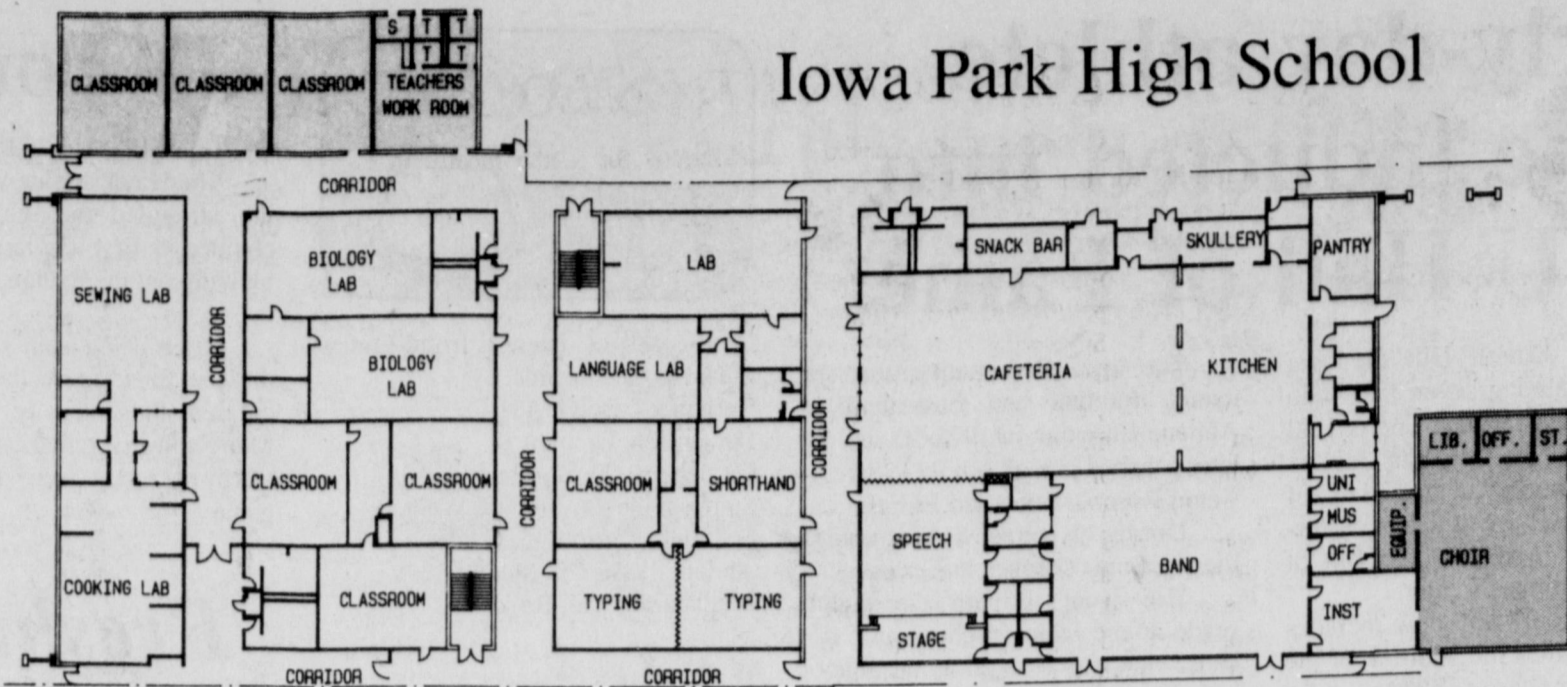 Iowa Park High School
S T T
T T
CLASSROOM CLASSROOM CLASSROOM TEACHERS
WORK ROOM
CORRIDOR
SEWING LAB
CORRIDOR
BIOLOGY
LAB
BIOLOGY
LAB
CLASSROOM CLASSROOM
COOKING LAB
CLASSROOM
CORRIDOR
CORRIDOR
LAB
LANGUAGE LAB
CLASSROOM SHORTHAND
TYPING TYPING
CORRIDOR
CORRIDOR
SNACK BAR SKULLERY PANTRY
CAFETERIA KITCHEN
SPEECH
STAGE
BAND
UNI
MUS
OFF
INST
EQUIP.
LIB. OFF. ST.
CHOIR